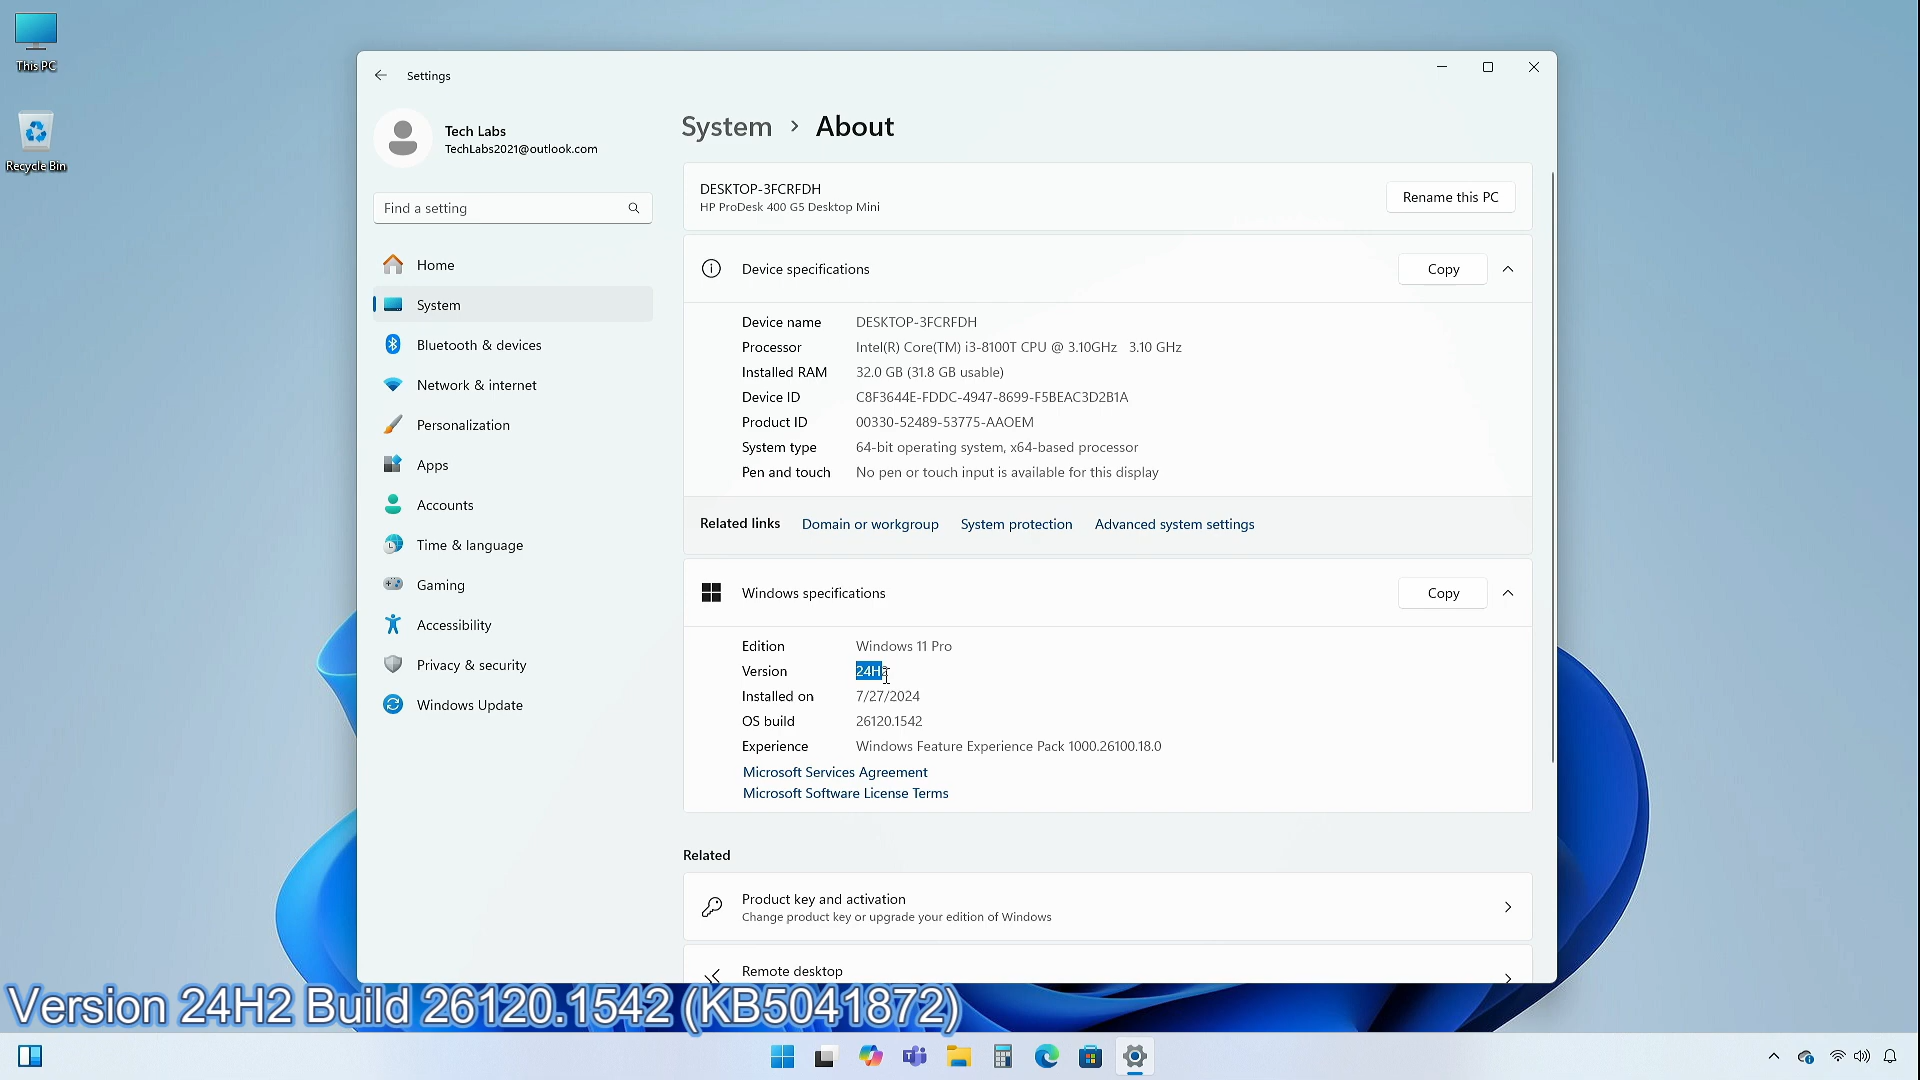 This PC
Recycle Bin
Settings
Tech Labs
TechLabs2021@outlook.com
Find a setting
Home
System
Bluetooth & devices
Network & internet
Personalization
Apps
Accounts
Time & language
Gaming
Accessibility
Privacy & security
Windows Update
System > About
DESKTOP-3FCRFDH
HP ProDesk 400 G5 Desktop Mini
Rename this PC
Device specifications
Copy
Device name DESKTOP-3FCRFDH
Processor Intel(R) Core(TM) i3-8100T CPU @ 3.10GHz 3.10 GHz
Installed RAM 32.0 GB (31.8 GB usable)
Device ID C8F3644E-FDDC-4947-8699-F5BEAC3D2B1A
Product ID 00330-52489-53775-AAOEM
System type 64-bit operating system, x64-based processor
Pen and touch No pen or touch input is available for this display
Related links Domain or workgroup System protection Advanced system settings
Windows specifications
Copy
Edition Windows 11 Pro
Version 24H2
Installed on 7/27/2024
OS build 26120.1542
Experience Windows Feature Experience Pack 1000.26100.18.0
Microsoft Services Agreement
Microsoft Software License Terms
Related
Product key and activation
Change product key or upgrade your edition of Windows
Remote desktop
Version 24H2 Build 26120.1542 (KB5041872)